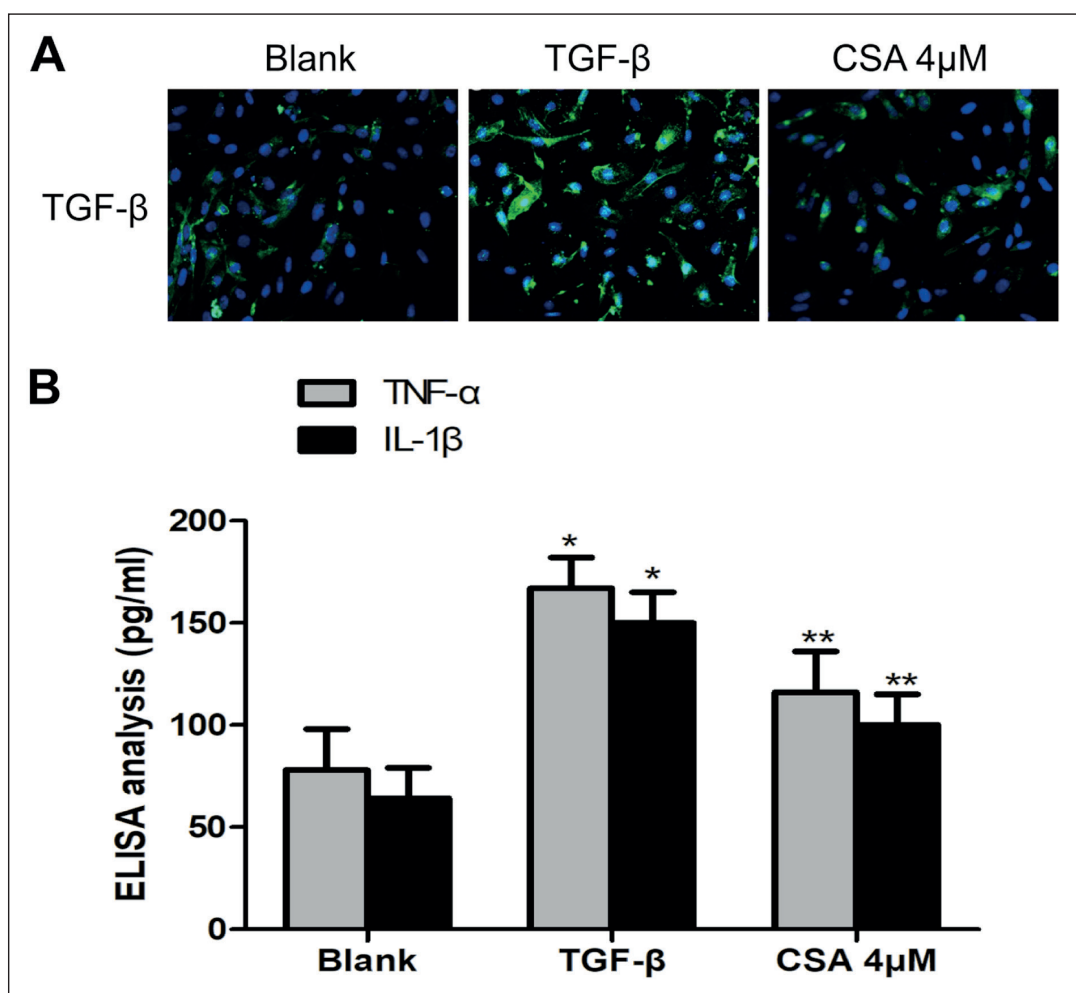 A
Blank TGF-β CSA 4μM
TGF-β
B
TNF-α
IL-1β
ELISA analysis (pg/ml)
200
150
100
50
0
* * ** **
Blank TGF-β CSA 4μM